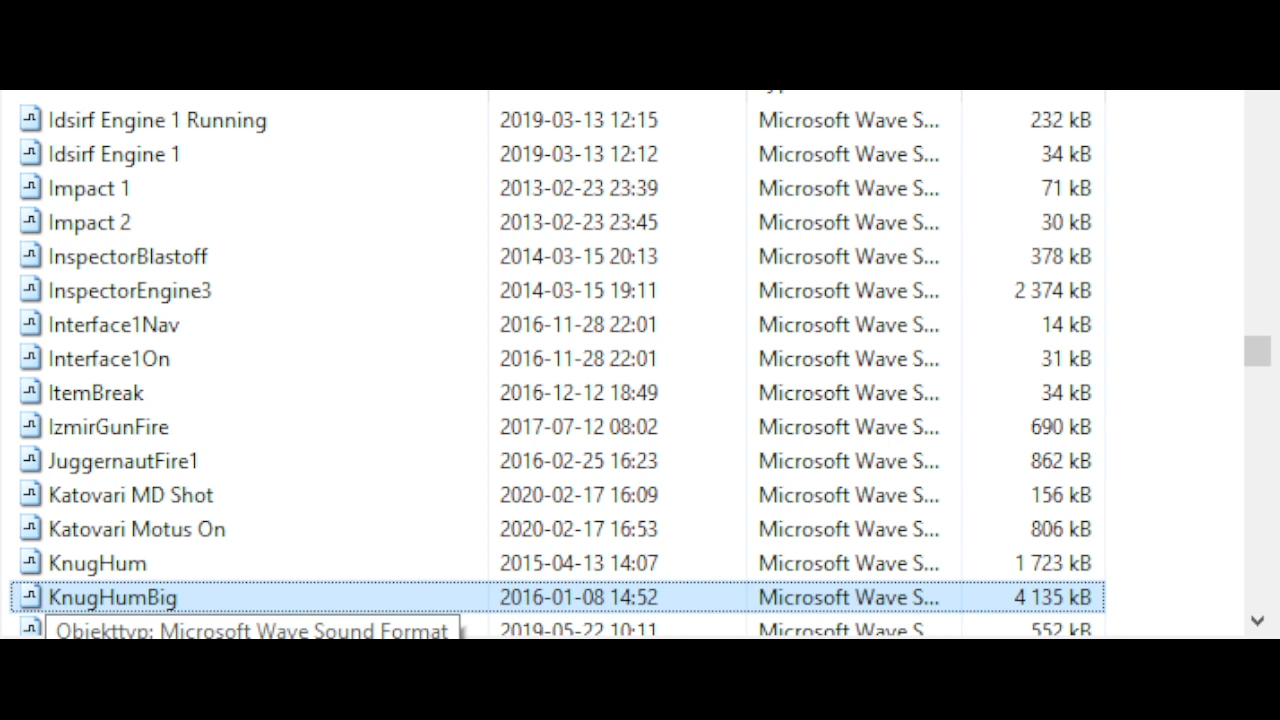 Idsirf Engine 1 Running 2019-03-13 12:15 Microsoft Wave S... 232 kB
Idsirf Engine 1 2019-03-13 12:12 Microsoft Wave S... 34 kB
Impact 1 2013-02-23 23:39 Microsoft Wave S... 71 kB
Impact 2 2013-02-23 23:45 Microsoft Wave S... 30 kB
InspectorBlastoff 2014-03-15 20:13 Microsoft Wave S... 378 kB
InspectorEngine3 2014-03-15 19:11 Microsoft Wave S... 2 374 kB
Interface1Nav 2016-11-28 22:01 Microsoft Wave S... 14 kB
Interface1On 2016-11-28 22:01 Microsoft Wave S... 31 kB
ItemBreak 2016-12-12 18:49 Microsoft Wave S... 34 kB
IzmirGunFire 2017-07-12 08:02 Microsoft Wave S... 690 kB
JuggernautFire1 2016-02-25 16:23 Microsoft Wave S... 862 kB
Katovari MD Shot 2020-02-17 16:09 Microsoft Wave S... 156 kB
Katovari Motus On 2020-02-17 16:53 Microsoft Wave S... 806 kB
KnugHum 2015-04-13 14:07 Microsoft Wave S... 1 723 kB
KnugHumBig 2016-01-08 14:52 Microsoft Wave S... 4 135 kB
Objekttyp: Microsoft Wave Sound Format 2019-05-22 10:11 Microsoft Wave S... 552 kB